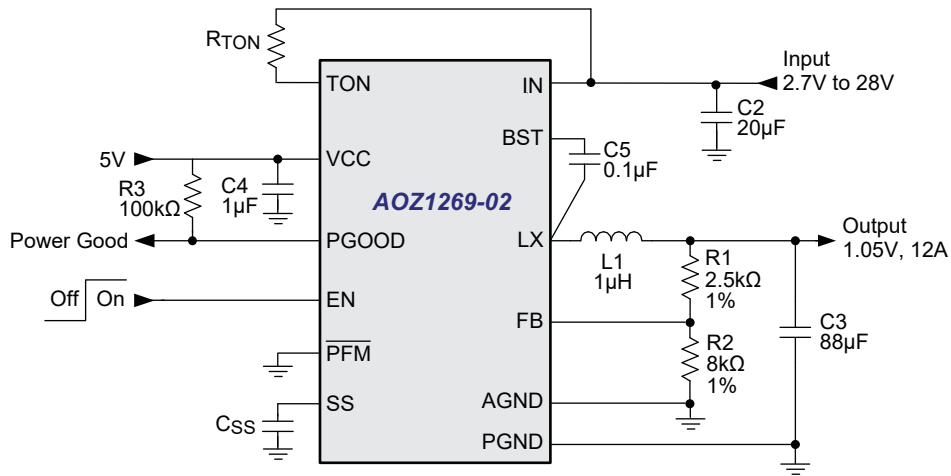 RTON
TON
IN
Input
2.7V to 28V
C2
20µF
BST
C5
0.1µF
5V
VCC
R3
100kΩ
C4
1µF
AOZ1269-02
Power Good
PGOOD
LX
L1
1µH
Output
1.05V, 12A
R1
2.5kΩ
1%
Off
On
EN
FB
C3
88µF
PFM
R2
8kΩ
1%
SS
CSS
AGND
PGND